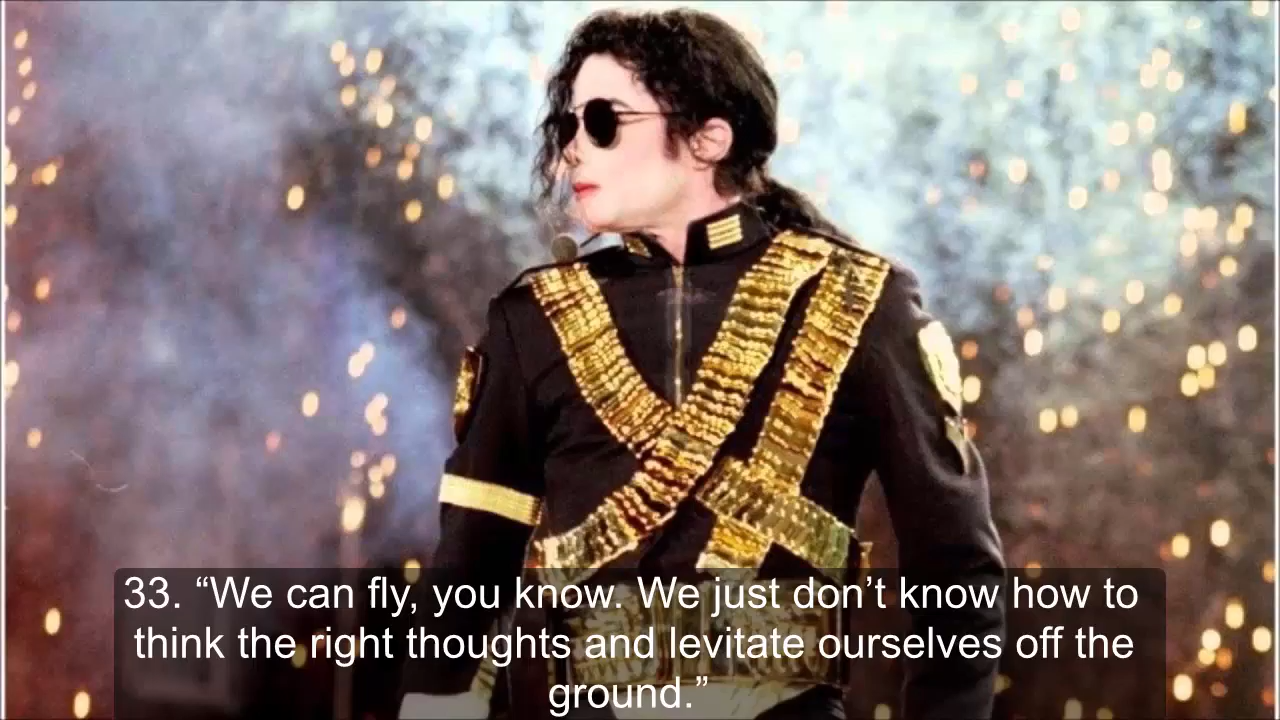 33. “We can fly, you know. We just don’t know how to
think the right thoughts and levitate ourselves off the
ground.”